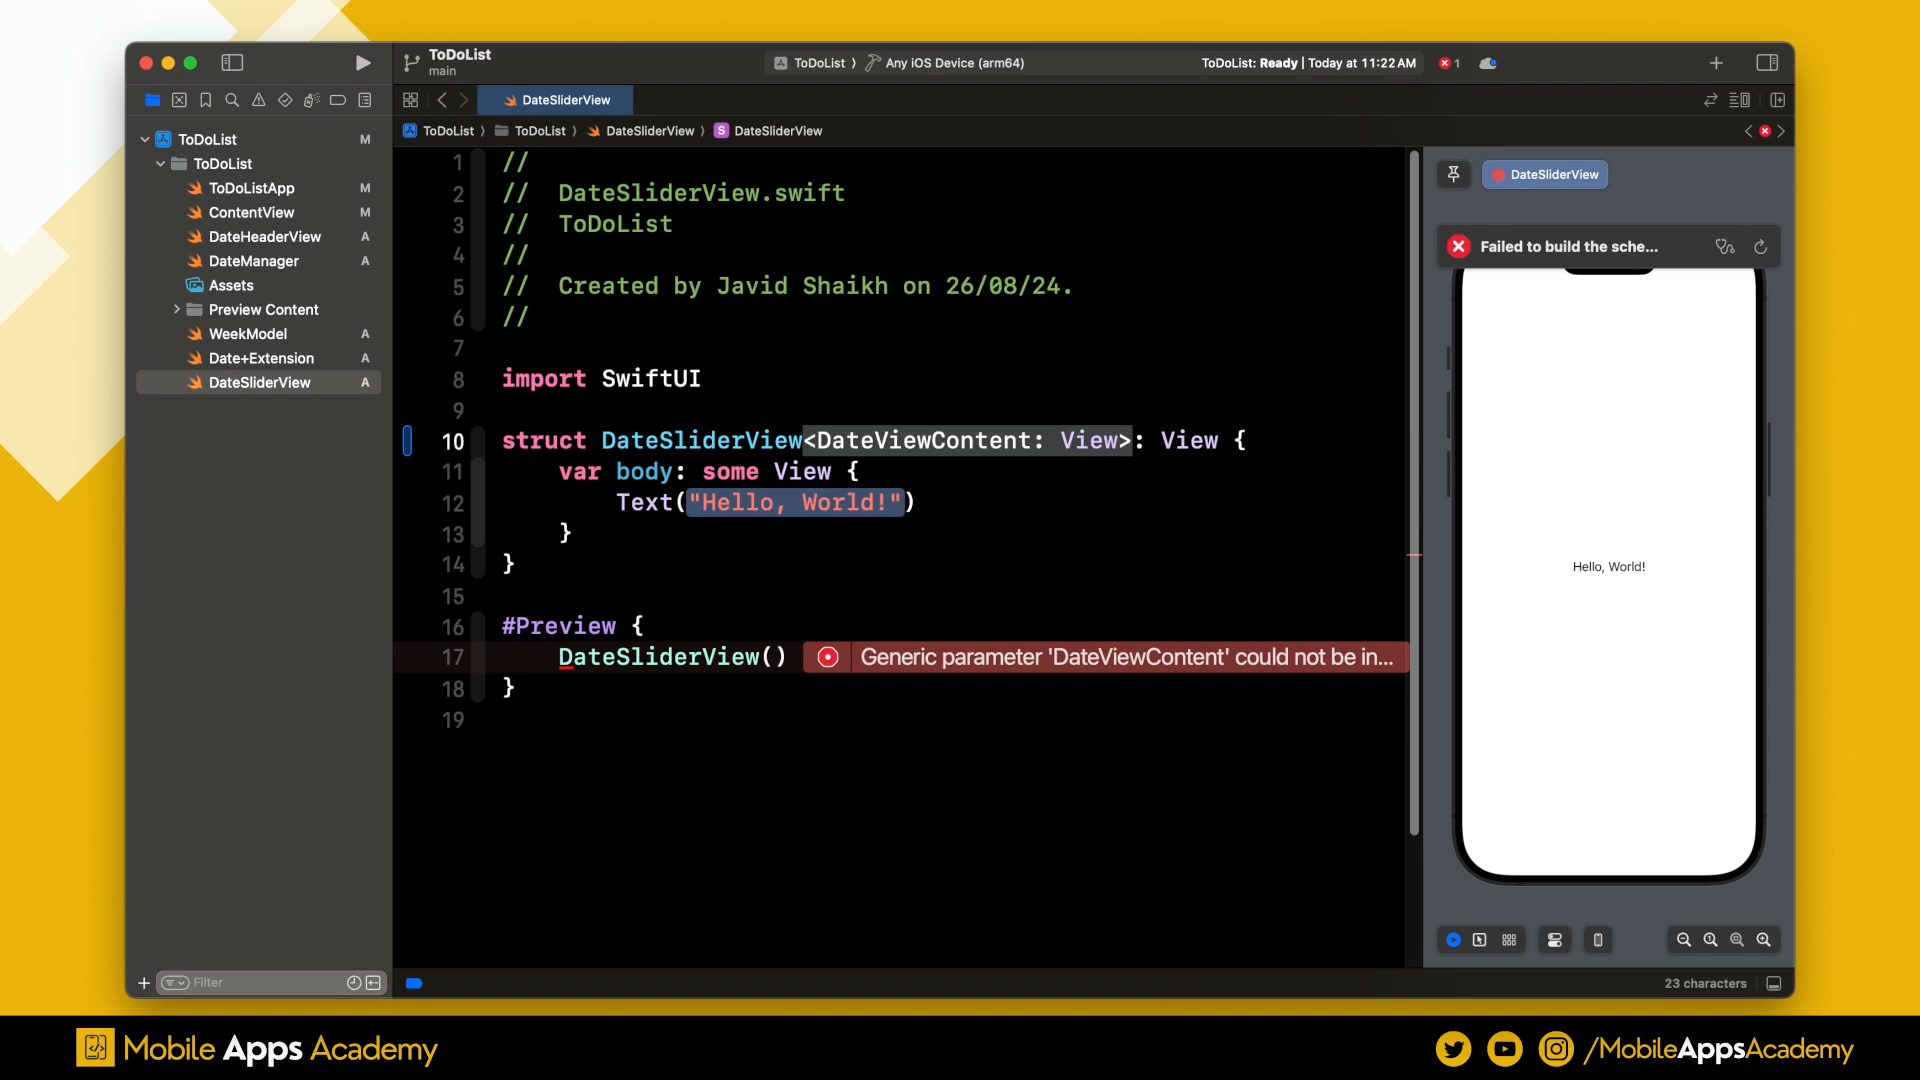 ToDoList
main
ToDoList
Any iOS Device (arm64)
ToDoList: Ready | Today at 11:22 AM
1
DateSliderView
ToDoList
ToDoList
DateSliderView
S
DateSliderView
ToDoList M
ToDoList
ToDoListApp M
ContentView M
DateHeaderView A
DateManager A
Assets
Preview Content
WeekModel A
Date+Extension A
DateSliderView A
Filter
1 //
2 //  DateSliderView.swift
3 //  ToDoList
4 //
5 //  Created by Javid Shaikh on 26/08/24.
6 //
7
8 import SwiftUI
9
10 struct DateSliderView<DateViewContent: View>: View {
11     var body: some View {
12         Text("Hello, World!")
13     }
14 }
15
16 #Preview {
17     DateSliderView() Generic parameter 'DateViewContent' could not be in...
18 }
19
DateSliderView
Failed to build the sche...
Hello, World!
23 characters
Mobile Apps Academy
/MobileAppsAcademy